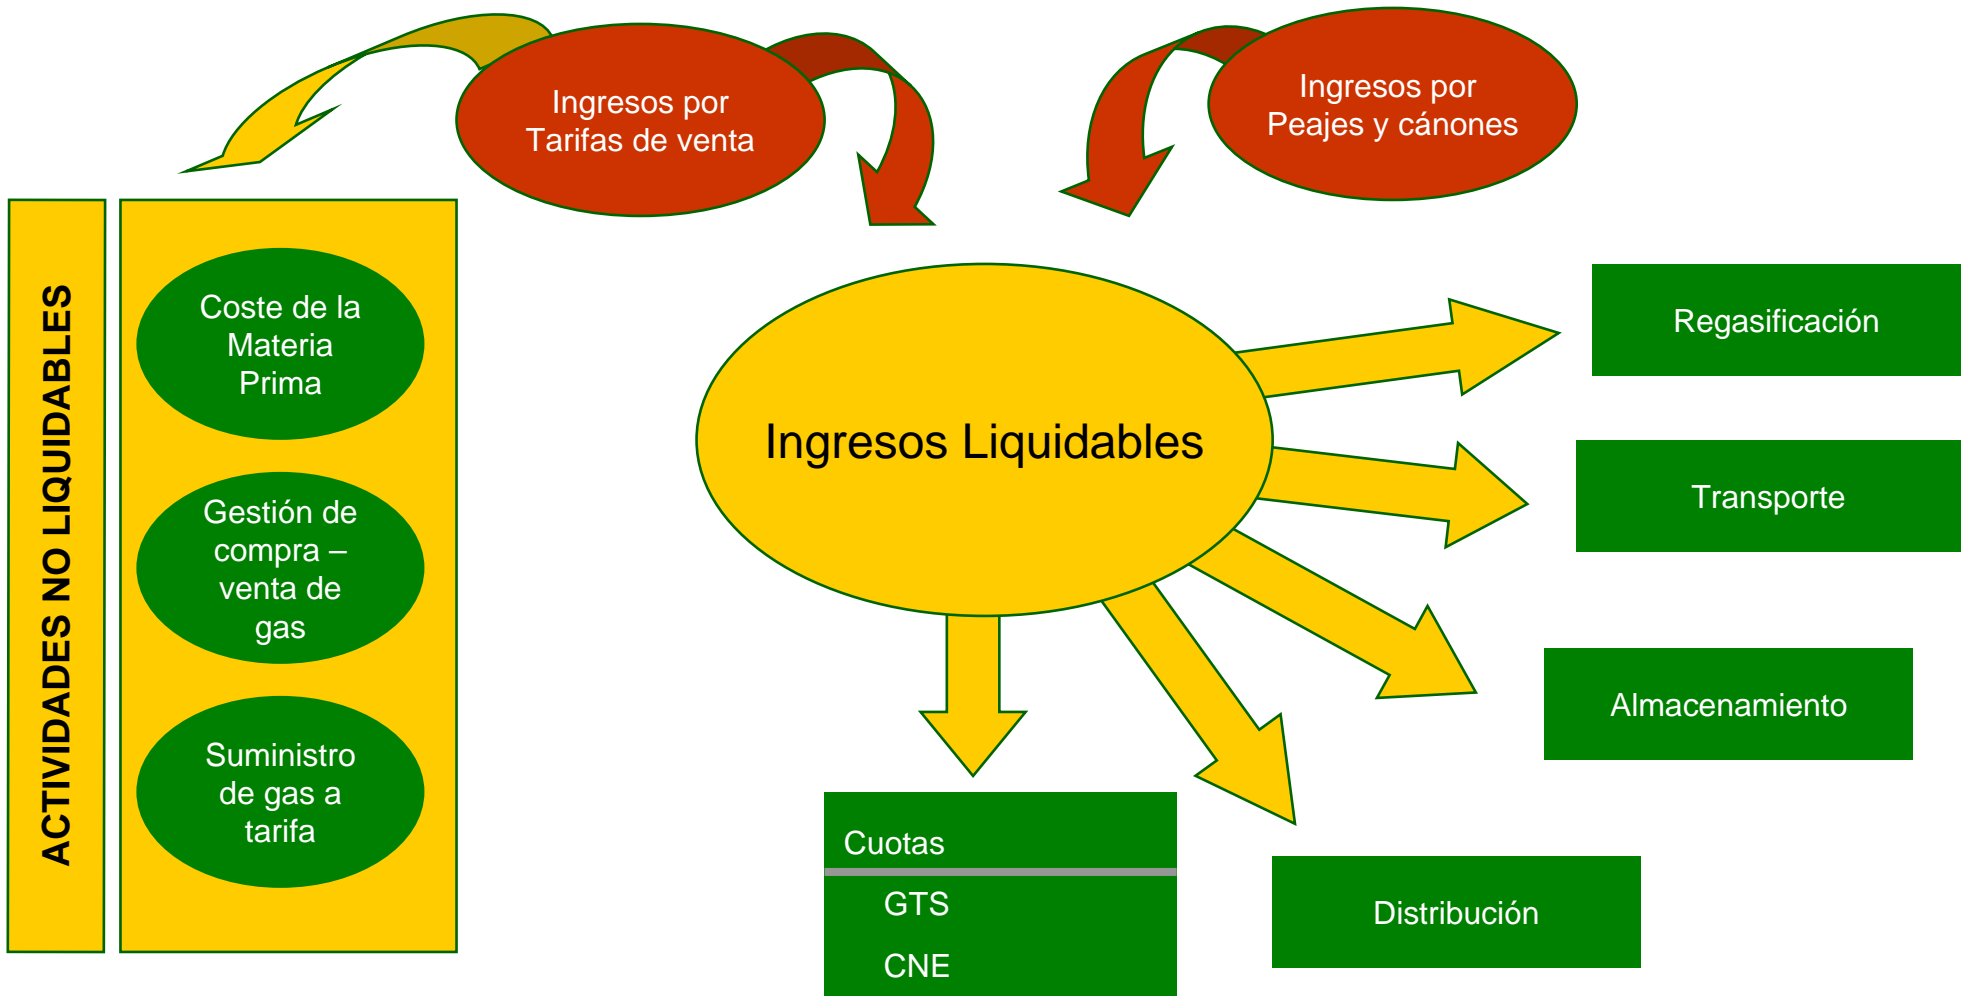 Ingresos por
Tarifas de venta
Ingresos por
Peajes y cánones
ACTIVIDADES NO LIQUIDABLES
Coste de la
Materia
Prima
Gestión de
compra –
venta de
gas
Suministro
de gas a
tarifa
Ingresos Liquidables
Regasificación
Transporte
Almacenamiento
Distribución
Cuotas
GTS
CNE